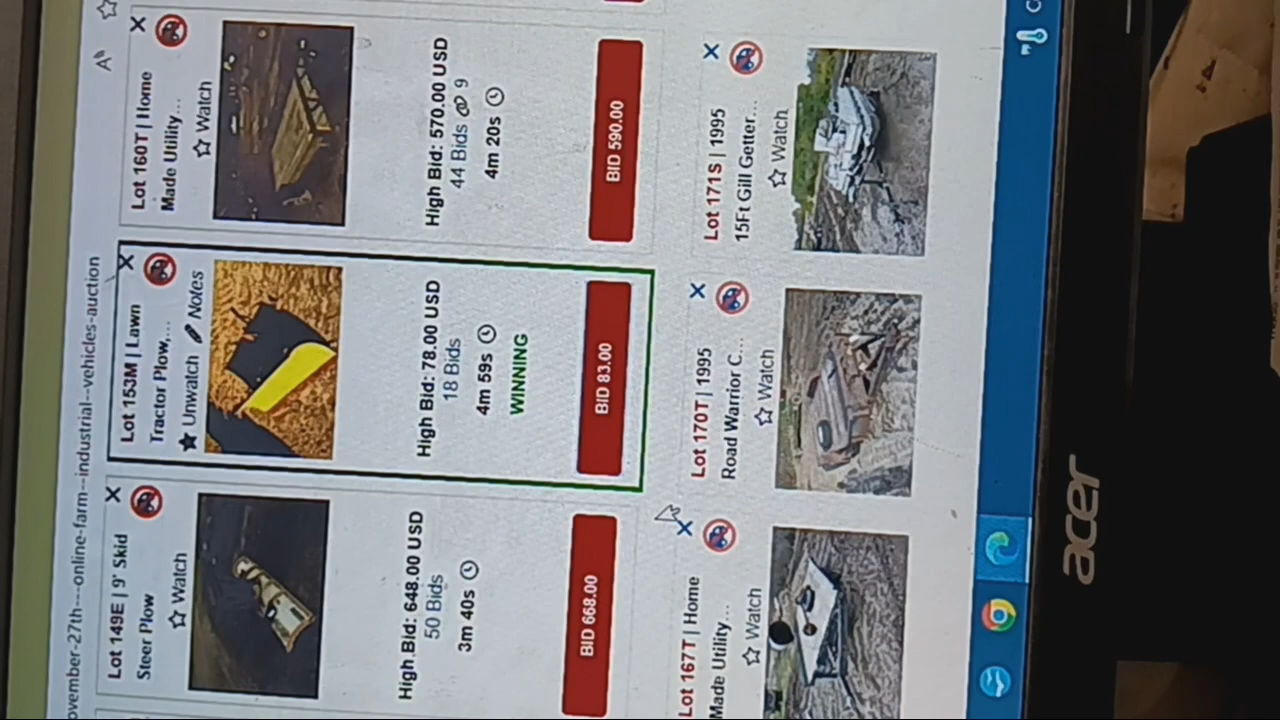 ovember-27th---online-farm--industrial--vehicles-auction
A
Lot 149E | 9' Skid
Steer Plow
Watch
High Bid: 648.00 USD
50 Bids
3m 40s
BID 668.00
Lot 153M | Lawn
Tractor Plow,...
Unwatch Notes
High Bid: 78.00 USD
18 Bids
4m 59s
WINNING
BID 83.00
Lot 160T | Home
Made Utility...
Watch
High Bid: 570.00 USD
44 Bids 9
4m 20s
BID 590.00
Lot 167T | Home
Made Utility...
Watch
Lot 170T | 1995
Road Warrior C...
Watch
Lot 171S | 1995
15Ft Gill Getter...
Watch
acer